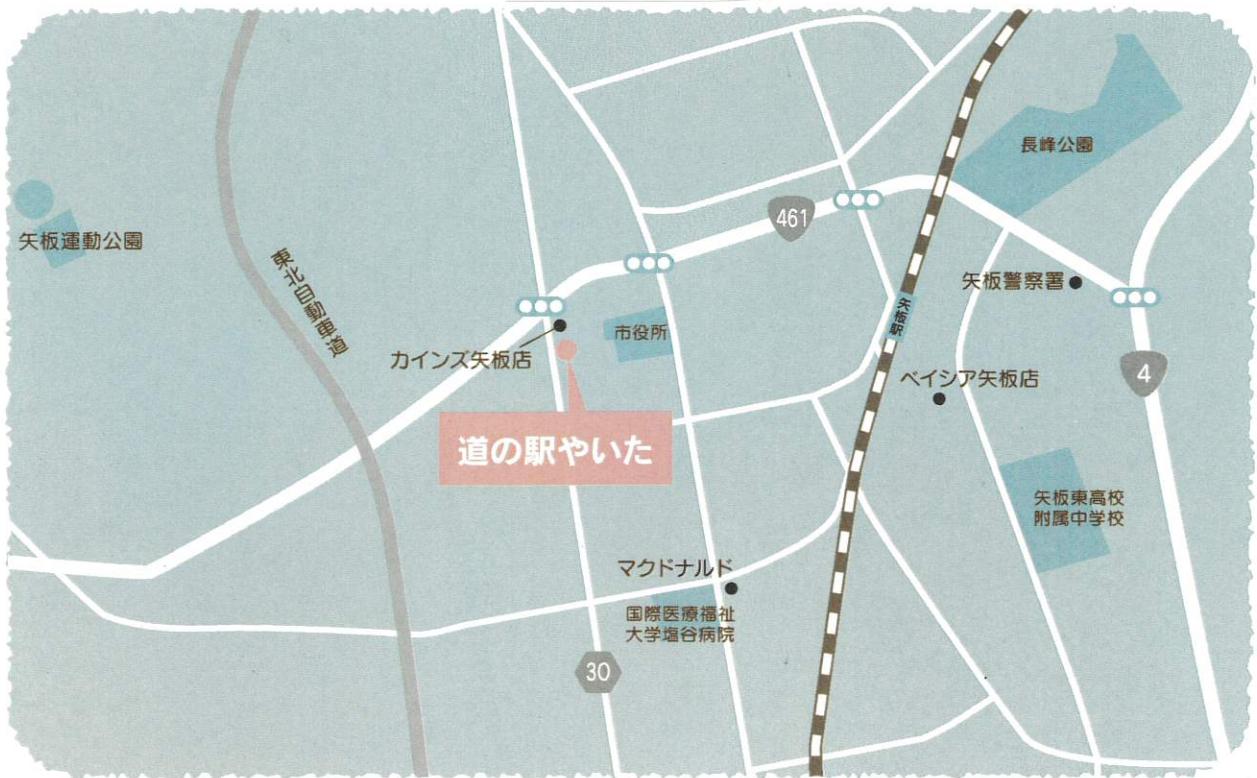 長峰公園
461
矢板運動公園
東北自動車道
矢板警察署
矢板駅
市役所
カインズ矢板店
4
ベイシア矢板店
道の駅やいた
矢板東高校
附属中学校
マクドナルド
国際医療福祉
大学塩谷病院
30